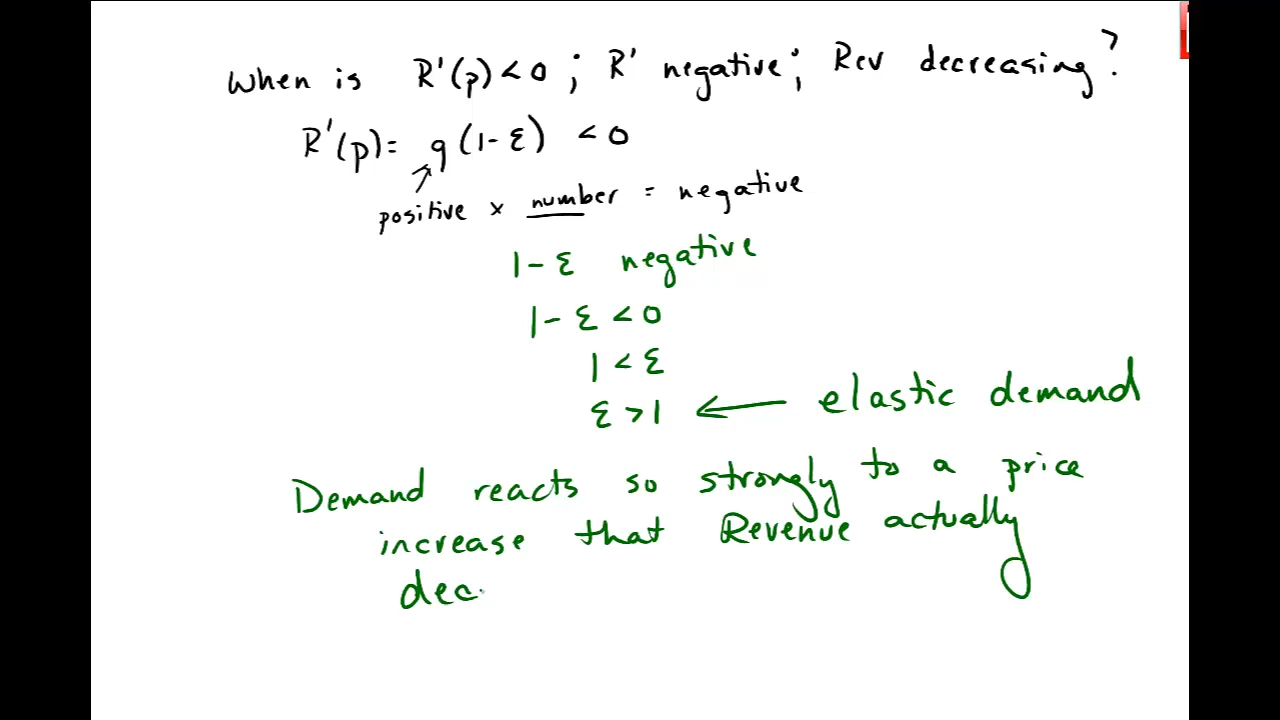 When is R'(p) < 0 ; R' negative ; Rev decreasing?
R'(p) = q (1 - ε) < 0
positive × number = negative
1 - ε negative
1 - ε < 0
1 < ε
ε > 1 ← elastic demand
Demand reacts so strongly to a price
increase that Revenue actually
dec